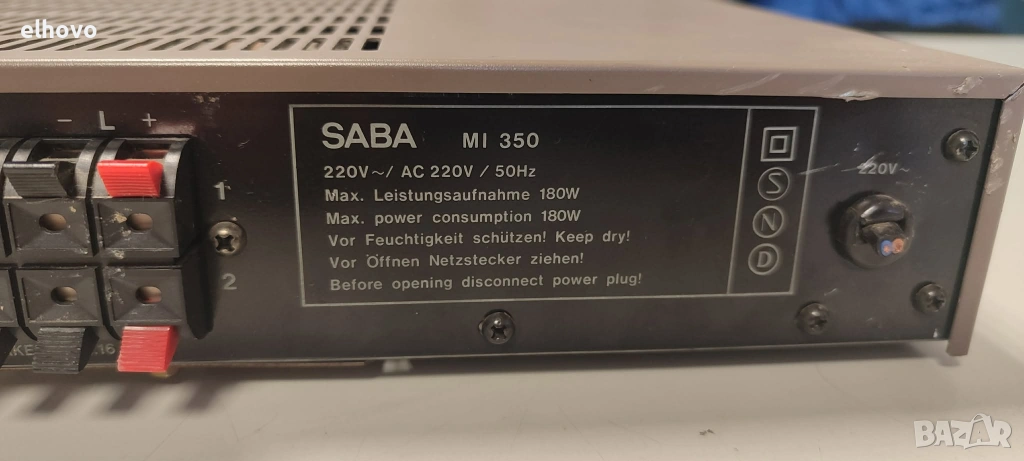 elhovo
− L +
SABA MI 350
220V~/ AC 220V / 50Hz
Max. Leistungsaufnahme 180W
Max. power consumption 180W
Vor Feuchtigkeit schützen! Keep dry!
Vor Öffnen Netzstecker ziehen!
Before opening disconnect power plug!
1
2
S
N
D
220V~
16
BAZAR